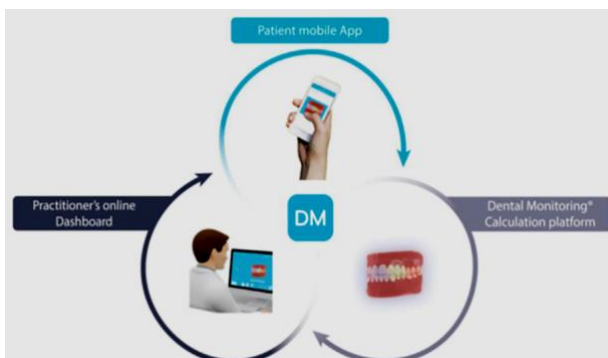 Patient mobile App
Practitioner's online
Dashboard
DM
Dental Monitoring®
Calculation platform